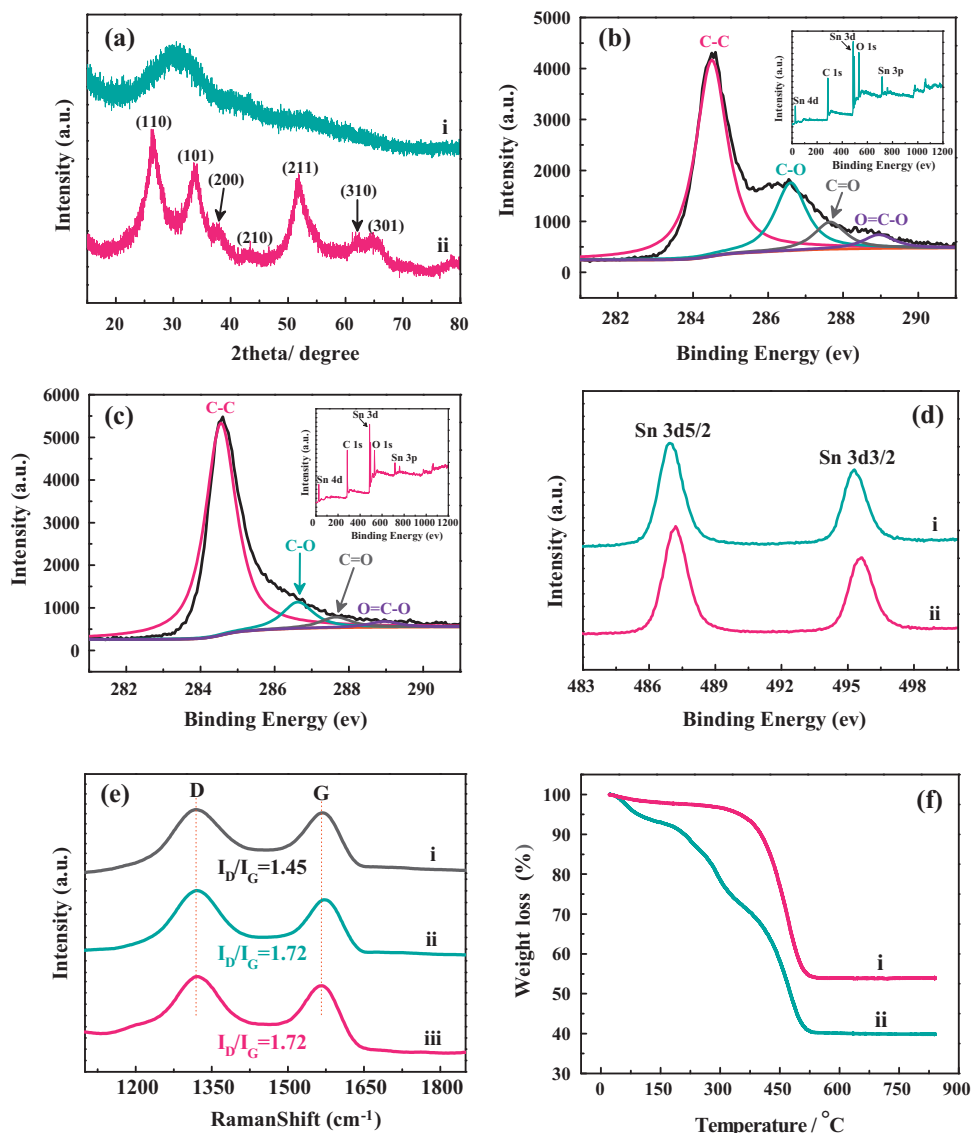 (a)
i
(110)
(101)
(200)
(210)
(211)
(310)
(301)
ii
20 30 40 50 60 70 80
2theta/ degree
Intensity (a.u.)
(b)
C-C
C-O
C=O
O=C-O
5000
4000
3000
2000
1000
0
282 284 286 288 290
Binding Energy (ev)
Intensity (a.u.)
Sn 3d
O 1s
C 1s
Sn 3p
Sn 4d
0 200 400 600 800 1000 1200
Binding Energy (ev)
Intensity (a.u.)
(c)
C-C
C-O
C=O
O=C-O
6000
5000
4000
3000
2000
1000
0
282 284 286 288 290
Binding Energy (ev)
Intensity (a.u.)
Sn 3d
C 1s
O 1s
Sn 3p
Sn 4d
0 200 400 600 800 1000 1200
Binding Energy (ev)
Intensity (a.u.)
(d)
Sn 3d5/2
Sn 3d3/2
i
ii
483 486 489 492 495 498
Binding Energy (ev)
Intensity (a.u.)
(e)
D G
i
I_D/I_G=1.45
ii
I_D/I_G=1.72
iii
I_D/I_G=1.72
1200 1350 1500 1650 1800
RamanShift (cm⁻¹)
Intensity (a.u.)
(f)
100
90
80
70
60
50
40
30
i
ii
0 150 300 450 600 750 900
Temperature / °C
Weight loss (%)